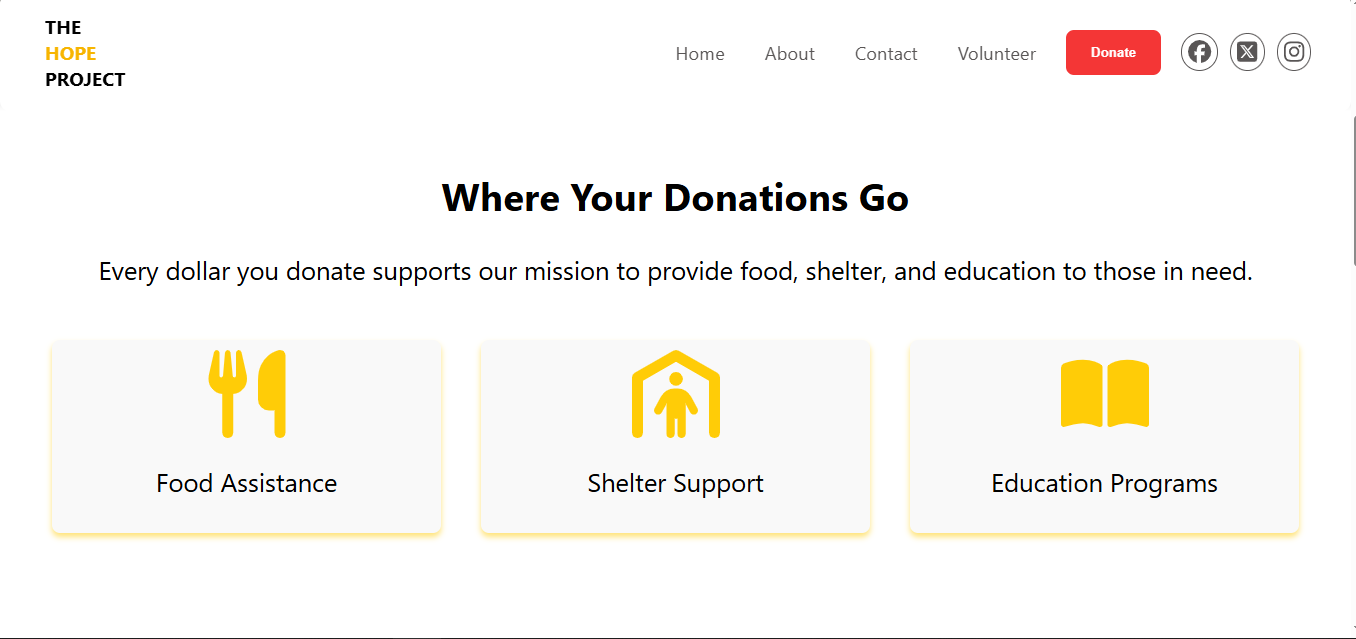 THE
HOPE
PROJECT
Home About Contact Volunteer Donate
Where Your Donations Go
Every dollar you donate supports our mission to provide food, shelter, and education to those in need.
Food Assistance
Shelter Support
Education Programs